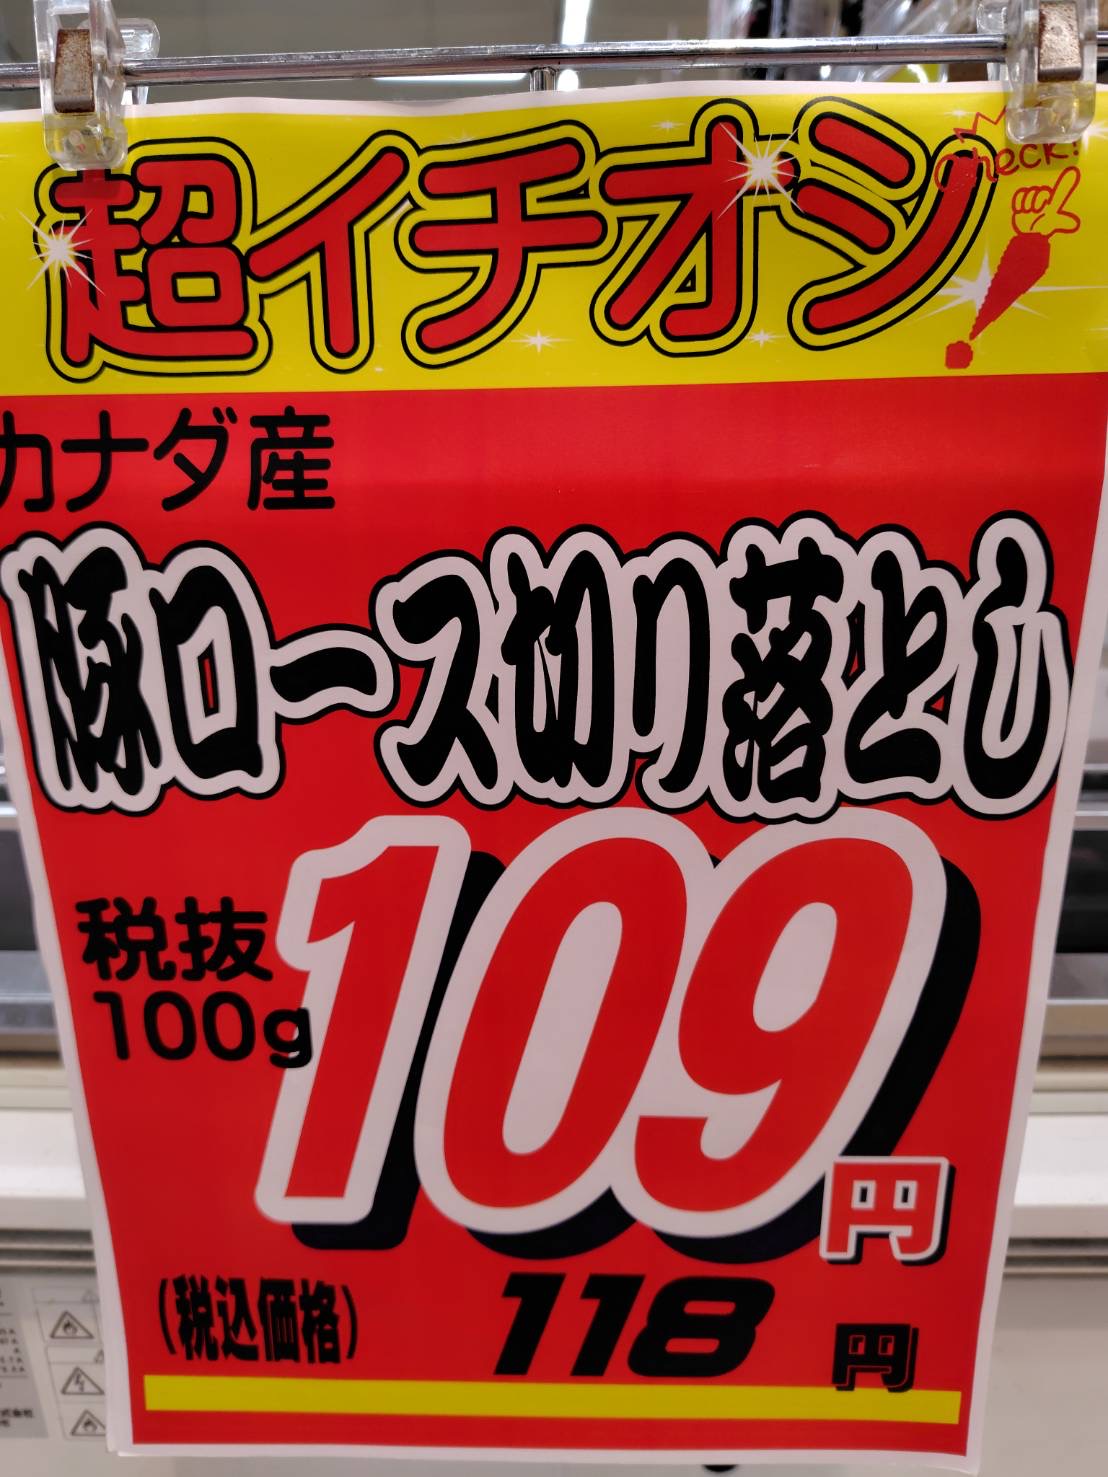 超イチオシ
Check!
カナダ産
豚ロース切り落とし
税抜
100g
109円
(税込価格) 118円